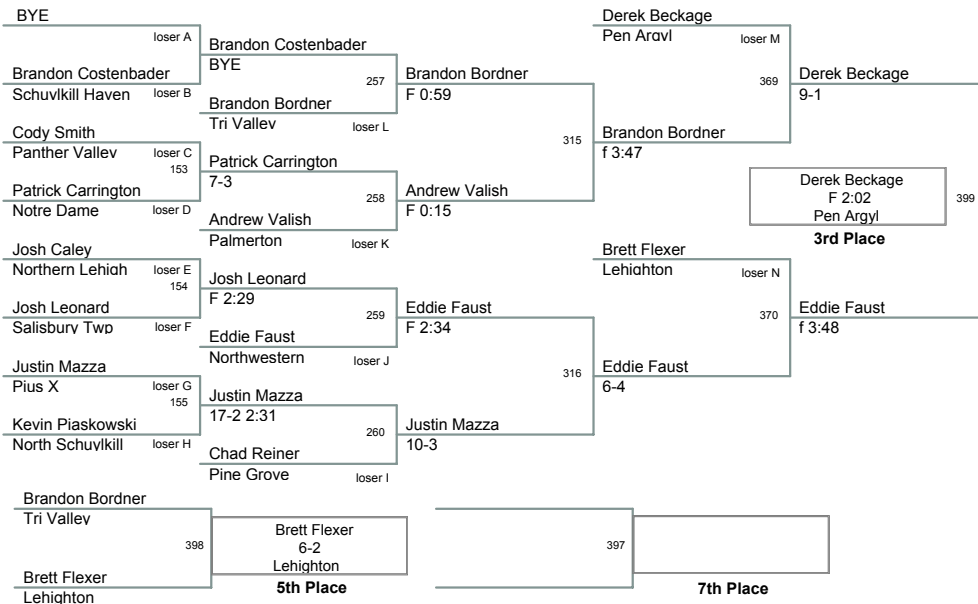 BYE
loser A
Brandon Costenbader
Schuylkill Haven
loser B
Cody Smith
Panther Valley
loser C
153
Patrick Carrington
Notre Dame
loser D
Josh Caley
Northern Lehigh
loser E
154
Josh Leonard
Salisbury Twp
loser F
Justin Mazza
Pius X
loser G
155
Kevin Piaskowski
North Schuylkill
loser H
Brandon Costenbader
BYE
257
Brandon Bordner
Tri Valley
loser L
Patrick Carrington
7-3
258
Andrew Valish
Palmerton
loser K
Josh Leonard
F 2:29
259
Eddie Faust
Northwestern
loser J
Justin Mazza
17-2 2:31
260
Chad Reiner
Pine Grove
loser I
Brandon Bordner
F 0:59
315
Andrew Valish
F 0:15
Eddie Faust
F 2:34
316
Justin Mazza
10-3
Derek Beckage
Pen Argyl
loser M
369
Brandon Bordner
f 3:47
Brett Flexer
Lehighton
loser N
370
Eddie Faust
6-4
Derek Beckage
9-1
Derek Beckage
F 2:02
Pen Argyl
399
3rd Place
Eddie Faust
f 3:48
Brandon Bordner
Tri Valley
398
Brett Flexer
Lehighton
Brett Flexer
6-2
Lehighton
5th Place
397
7th Place